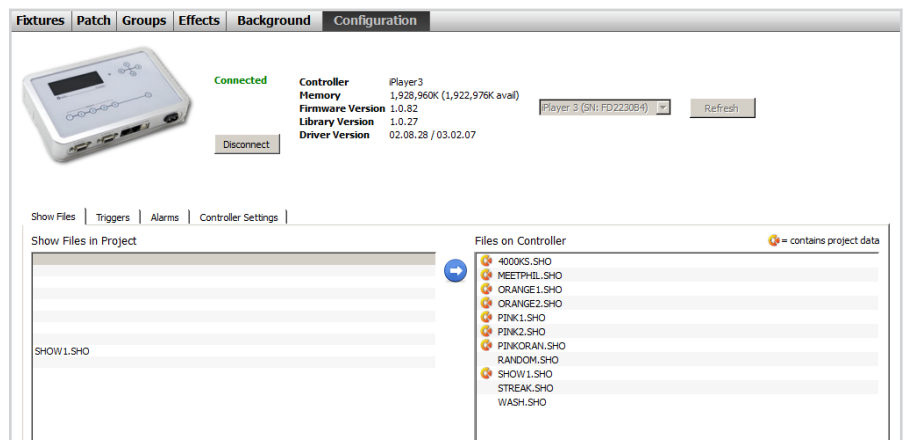 Fixtures Patch Groups Effects Background Configuration
Connected
Controller iPlayer3
Memory 1,928,960K (1,922,976K avail)
Firmware Version 1.0.82
Library Version 1.0.27
Driver Version 02.08.28 / 03.02.07
iPlayer 3 (SN: FD2230B4)
Refresh
Disconnect
Show Files Triggers Alarms Controller Settings
Show Files in Project
SHOW1.SHO
Files on Controller
= contains project data
4000KS.SHO
MEETPHIL.SHO
ORANGE1.SHO
ORANGE2.SHO
PINK1.SHO
PINK2.SHO
PINKORAN.SHO
RANDOM.SHO
SHOW1.SHO
STREAK.SHO
WASH.SHO